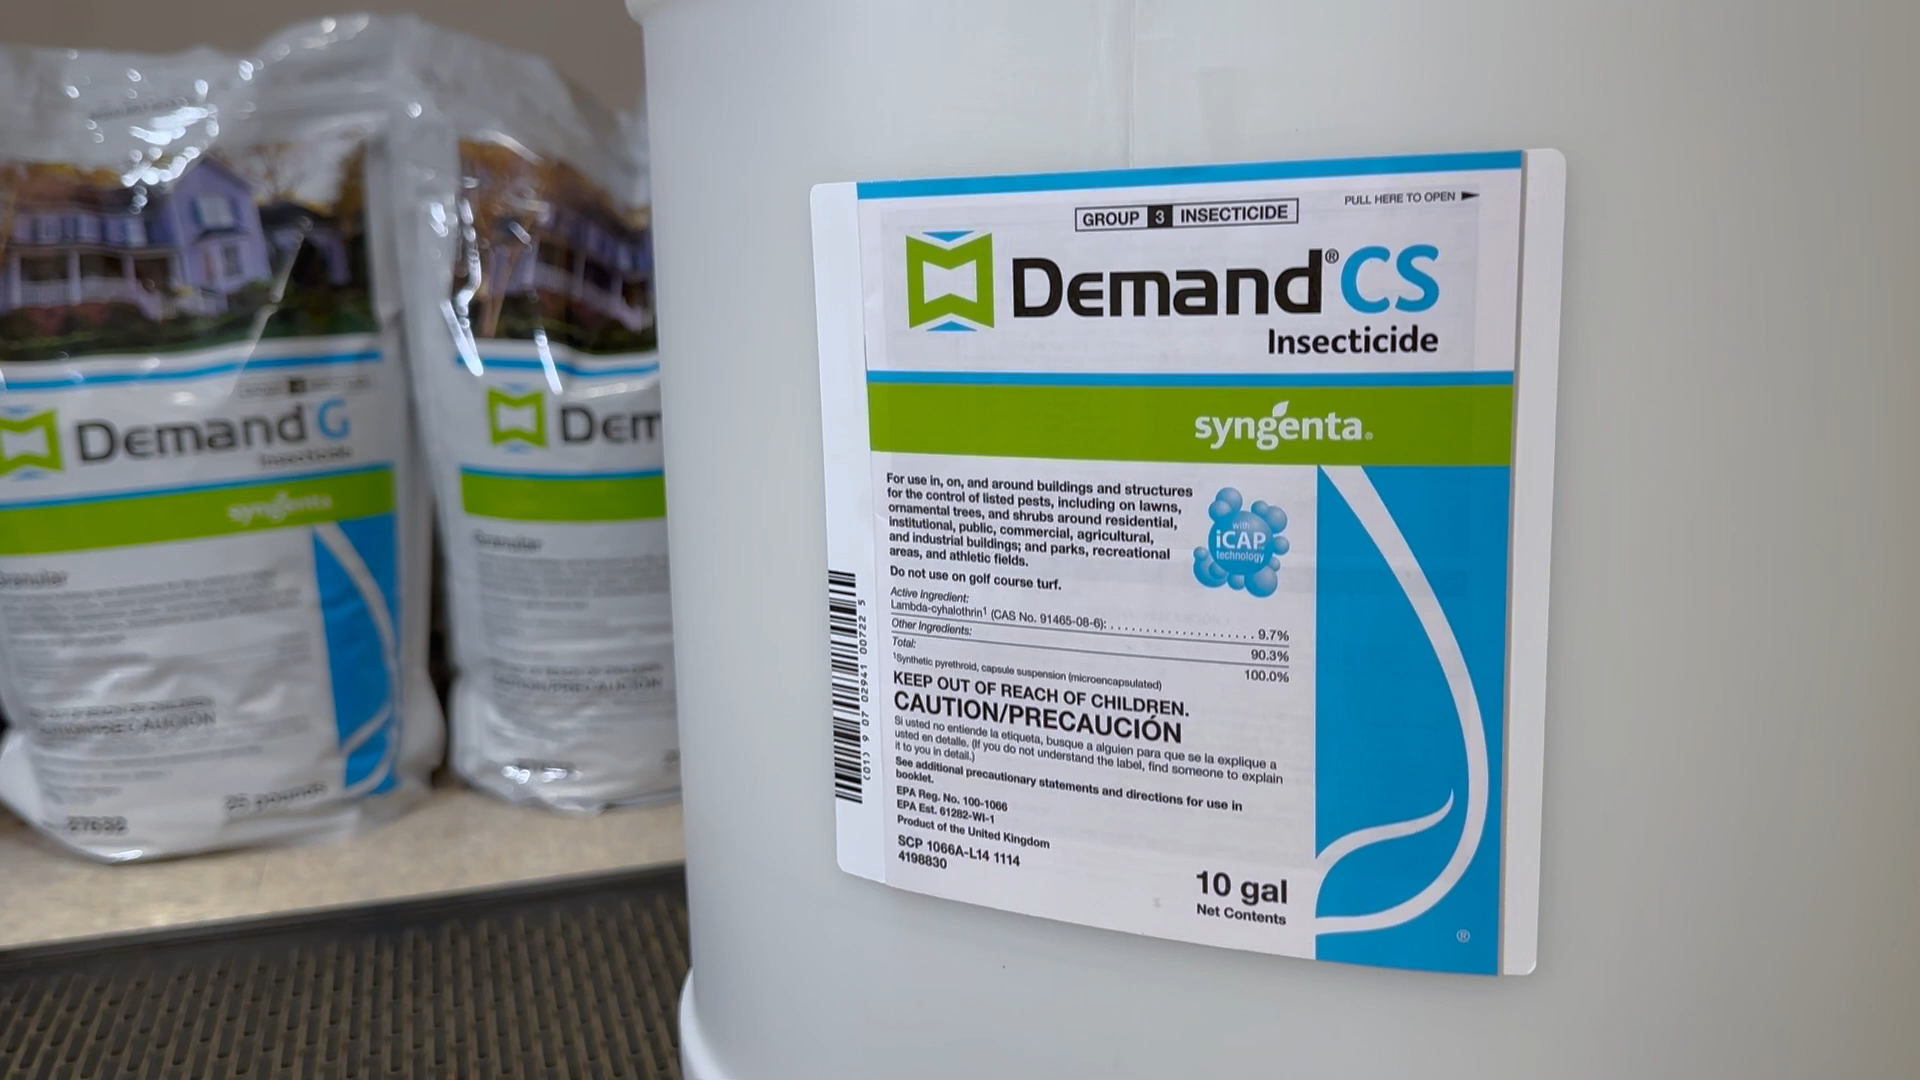 PULL HERE TO OPEN
GROUP 3 INSECTICIDE
Demand® CS
Insecticide
syngenta®
For use in, on, and around buildings and structures
for the control of listed pests, including on lawns,
ornamental trees, and shrubs around residential,
institutional, public, commercial, agricultural,
and industrial buildings; and parks, recreational
areas, and athletic fields.
with
iCAP
technology
Do not use on golf course turf.
Active Ingredient:
Lambda-cyhalothrin¹ (CAS No. 91465-08-6): . . . . . . . . . . . . . . . . . . . . . 9.7%
Other Ingredients: 90.3%
Total: 100.0%
¹Synthetic pyrethroid, capsule suspension (microencapsulated)
KEEP OUT OF REACH OF CHILDREN.
CAUTION/PRECAUCIÓN
Si usted no entiende la etiqueta, busque a alguien para que se la explique a
usted en detalle. (If you do not understand the label, find someone to explain
it to you in detail.)
See additional precautionary statements and directions for use in
booklet.
EPA Reg. No. 100-1066
EPA Est. 61282-WI-1
Product of the United Kingdom
SCP 1066A-L14 1114
4198830
10 gal
Net Contents
®
Demand G
Insecticide
syngenta
Granular
CAUTION/PRECAUCIÓN
25 pounds
Dem
Granular
CAUTION/PRECAUCIÓN